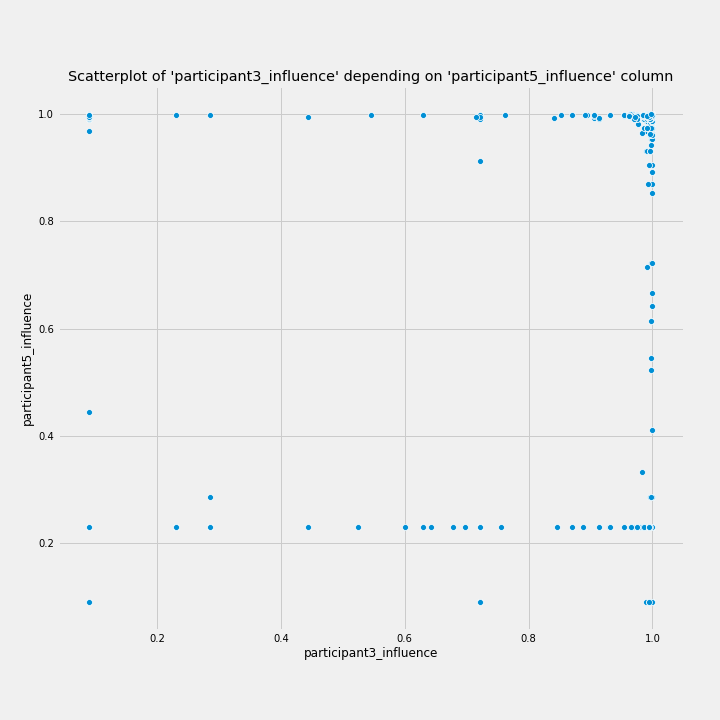 Scatterplot of 'participant3_influence' depending on 'participant5_influence' column
1.0
0.8
0.6
0.4
0.2
participant5_influence
0.2 0.4 0.6 0.8 1.0
participant3_influence